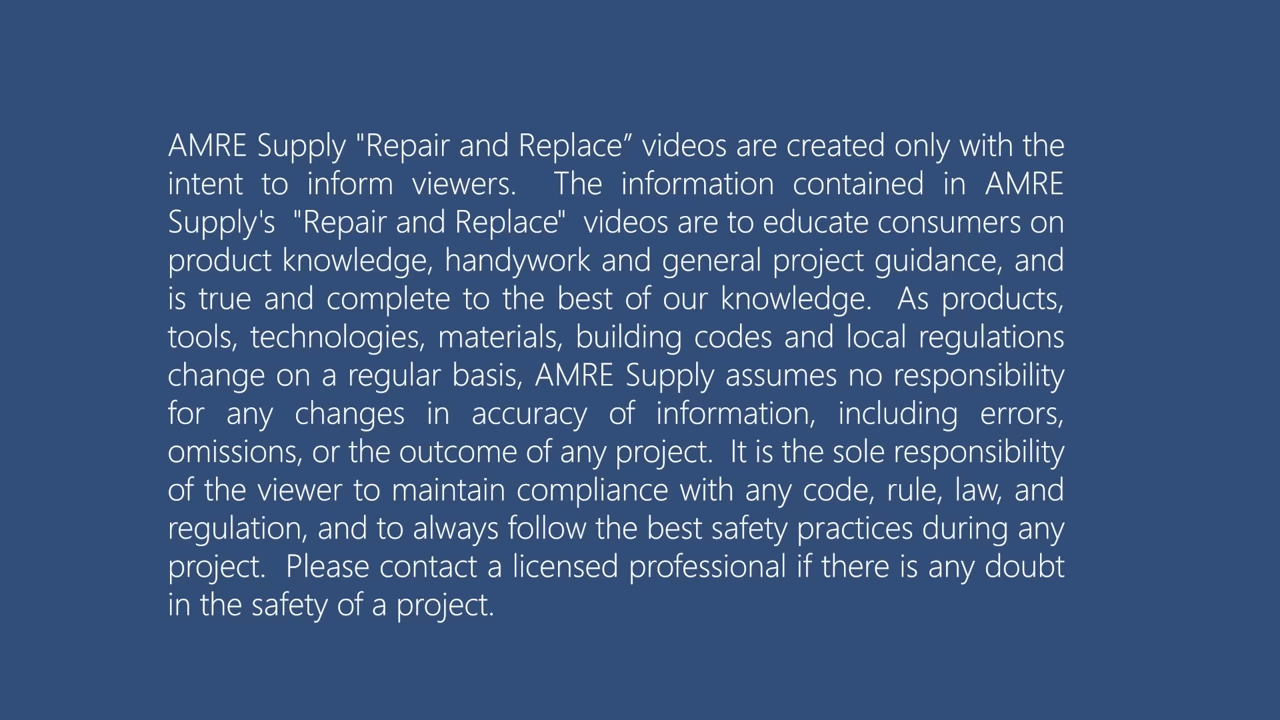 AMRE Supply "Repair and Replace” videos are created only with the
intent to inform viewers.  The information contained in AMRE
Supply's  "Repair and Replace"  videos are to educate consumers on
product knowledge, handywork and general project guidance, and
is true and complete to the best of our knowledge.  As products,
tools, technologies, materials, building codes and local regulations
change on a regular basis, AMRE Supply assumes no responsibility
for any changes in accuracy of information, including errors,
omissions, or the outcome of any project.  It is the sole responsibility
of the viewer to maintain compliance with any code, rule, law, and
regulation, and to always follow the best safety practices during any
project.  Please contact a licensed professional if there is any doubt
in the safety of a project.